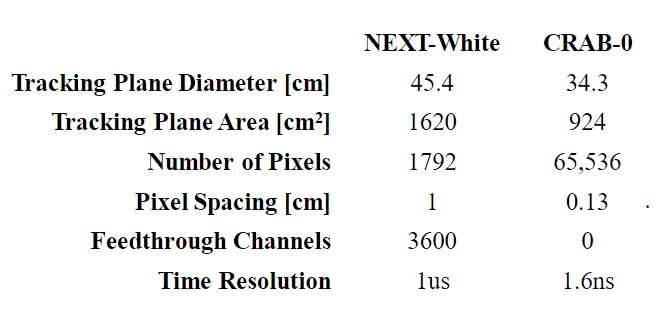 NEXT-White CRAB-0
Tracking Plane Diameter [cm] 45.4 34.3
Tracking Plane Area [cm²] 1620 924
Number of Pixels 1792 65,536
Pixel Spacing [cm] 1 0.13
Feedthrough Channels 3600 0
Time Resolution 1us 1.6ns